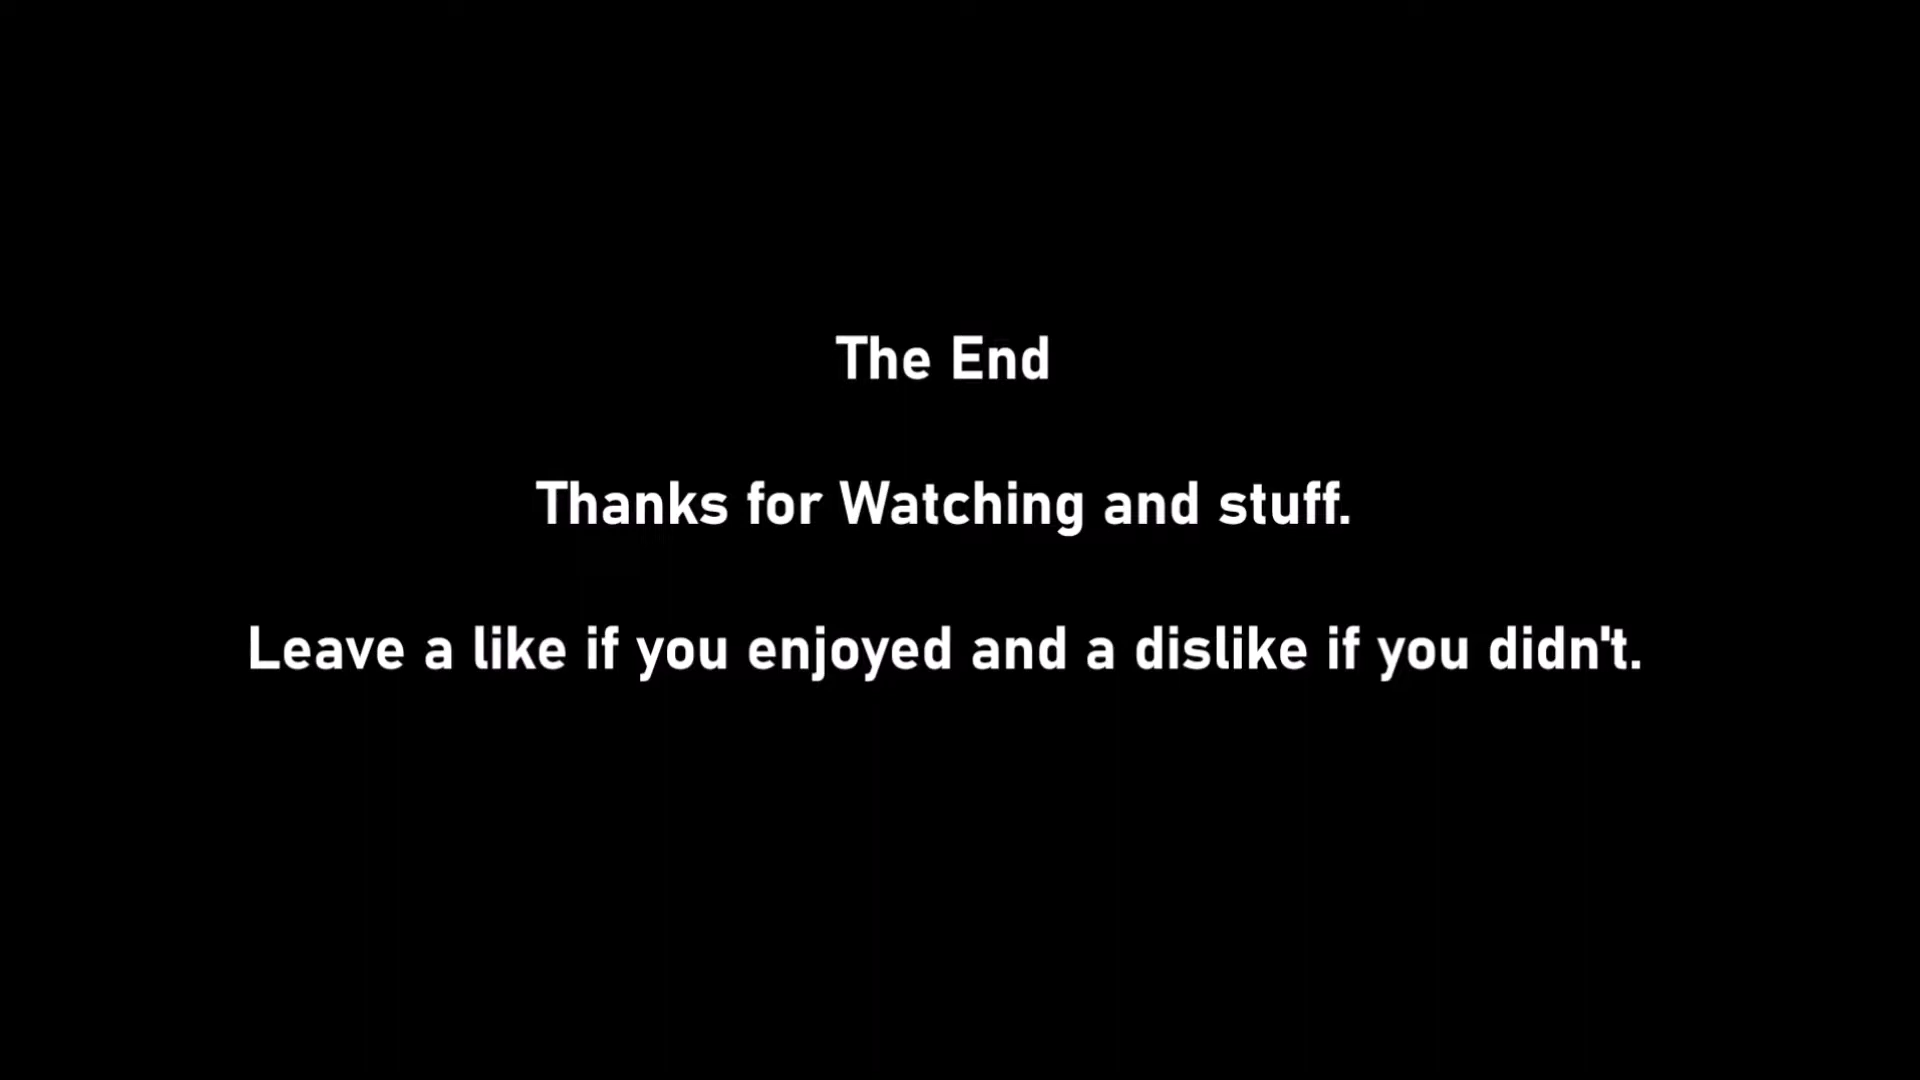 The End
Thanks for Watching and stuff.
Leave a like if you enjoyed and a dislike if you didn't.